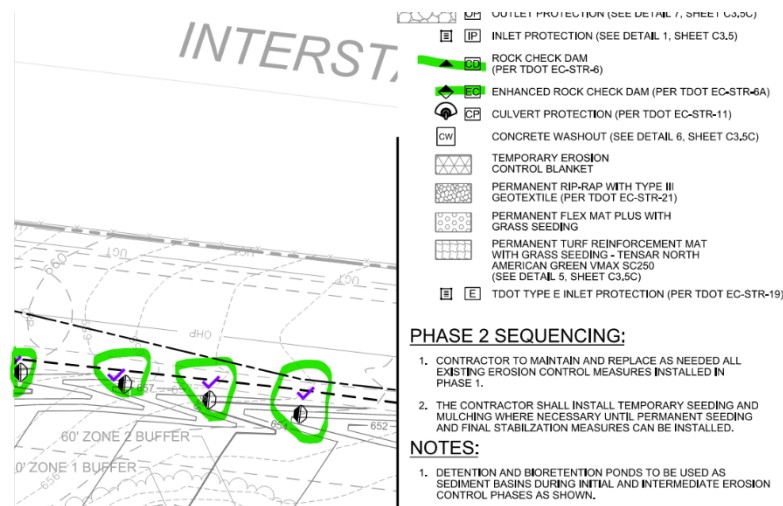 INTERST
UGT
UGT
UGT
660
OHP
657
654
652
60' ZONE 2 BUFFER
0' ZONE 1 BUFFER
656
OUTLET PROTECTION (SEE DETAIL 7, SHEET C3.5C)
IP INLET PROTECTION (SEE DETAIL 1, SHEET C3.5)
CD ROCK CHECK DAM
(PER TDOT EC-STR-6)
EC ENHANCED ROCK CHECK DAM (PER TDOT EC-STR-6A)
CP CULVERT PROTECTION (PER TDOT EC-STR-11)
CW CONCRETE WASHOUT (SEE DETAIL 6, SHEET C3.5C)
TEMPORARY EROSION
CONTROL BLANKET
PERMANENT RIP-RAP WITH TYPE III
GEOTEXTILE (PER TDOT EC-STR-21)
PERMANENT FLEX MAT PLUS WITH
GRASS SEEDING
PERMANENT TURF REINFORCEMENT MAT
WITH GRASS SEEDING - TENSAR NORTH
AMERICAN GREEN VMAX SC250
(SEE DETAIL 5, SHEET C3,5C)
E TDOT TYPE E INLET PROTECTION (PER TDOT EC-STR-19)
PHASE 2 SEQUENCING:
1. CONTRACTOR TO MAINTAIN AND REPLACE AS NEEDED ALL
EXISTING EROSION CONTROL MEASURES INSTALLED IN
PHASE 1.
2. THE CONTRACTOR SHALL INSTALL TEMPORARY SEEDING AND
MULCHING WHERE NECESSARY UNTIL PERMANENT SEEDING
AND FINAL STABILZATION MEASURES CAN BE INSTALLED.
NOTES:
1. DETENTION AND BIORETENTION PONDS TO BE USED AS
SEDIMENT BASINS DURING INITIAL AND INTERMEDIATE EROSION
CONTROL PHASES AS SHOWN.